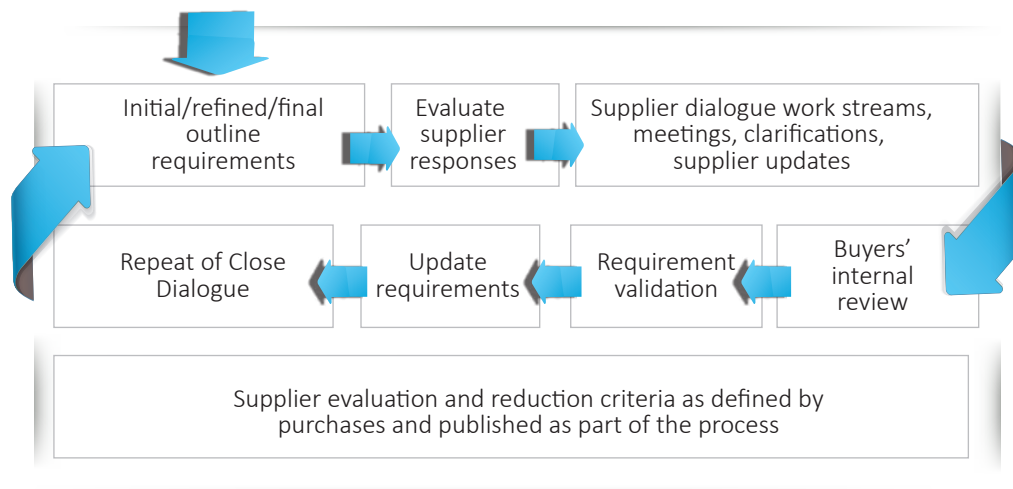 Initial/refined/final
outline
requirements
Evaluate
supplier
responses
Supplier dialogue work streams,
meetings, clarifications,
supplier updates
Repeat of Close
Dialogue
Update
requirements
Requirement
validation
Buyers’
internal
review
Supplier evaluation and reduction criteria as defined by
purchases and published as part of the process